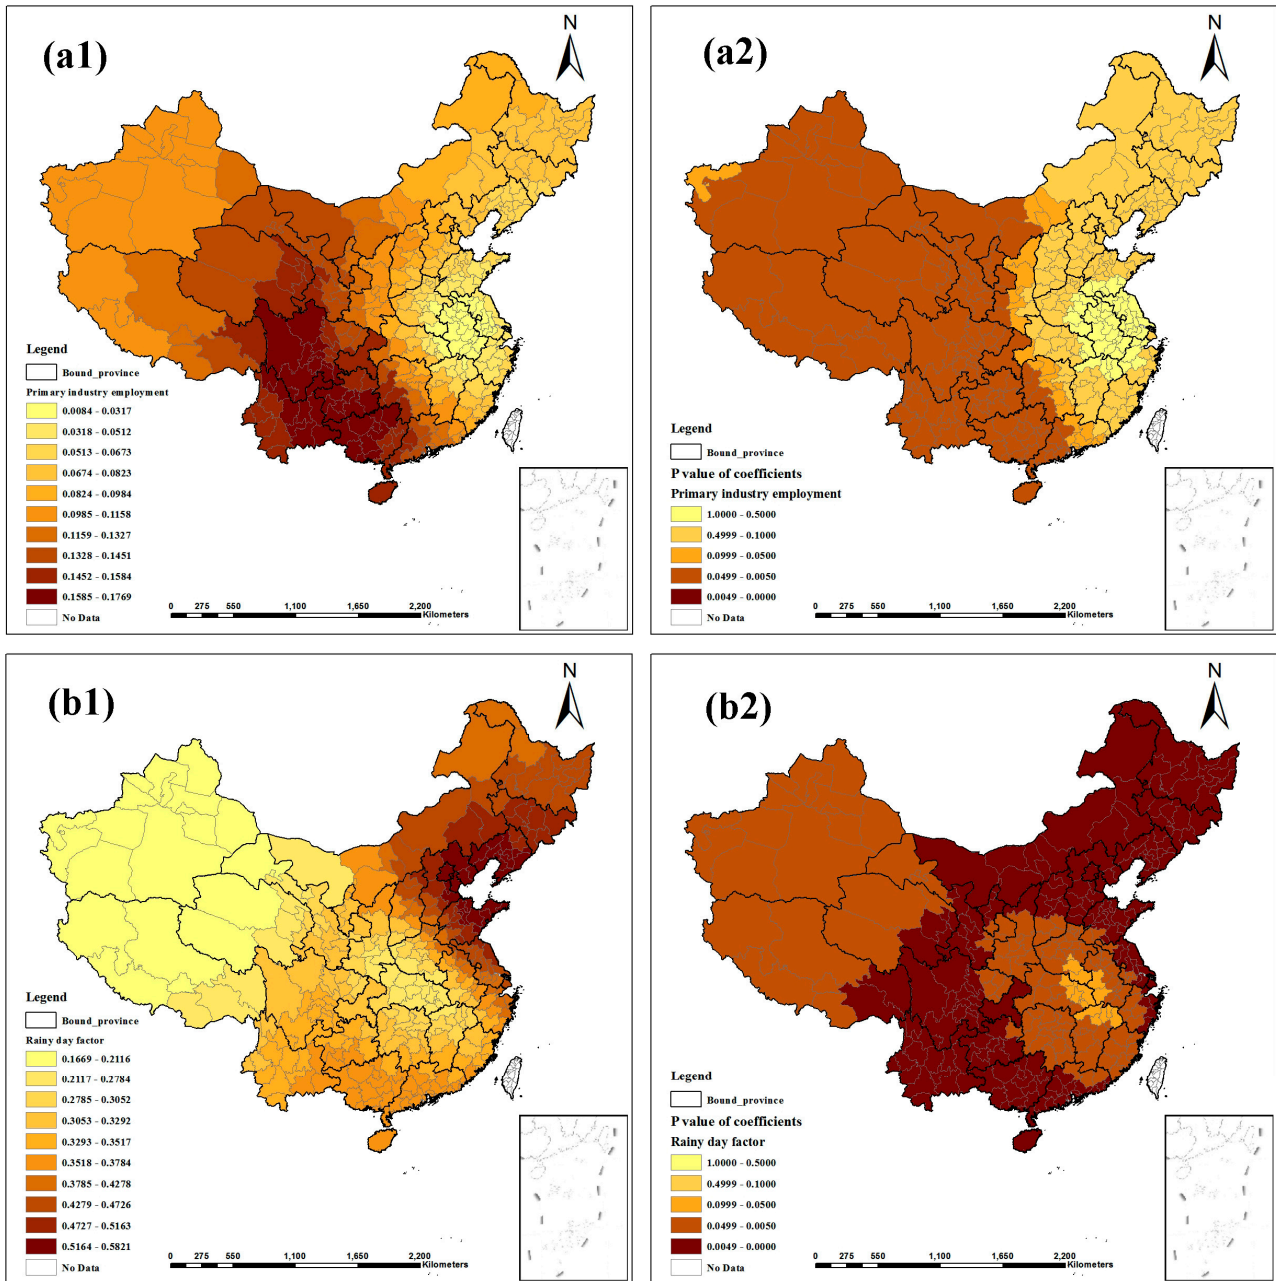 (a1)
N
Legend
Bound_province
Primary industry employment
0.0084 - 0.0317
0.0318 - 0.0512
0.0513 - 0.0673
0.0674 - 0.0823
0.0824 - 0.0984
0.0985 - 0.1158
0.1159 - 0.1327
0.1328 - 0.1451
0.1452 - 0.1584
0.1585 - 0.1769
No Data
0 275 550 1,100 1,650 2,200
Kilometers
(a2)
N
Legend
Bound_province
P value of coefficients
Primary industry employment
1.0000 - 0.5000
0.4999 - 0.1000
0.0999 - 0.0500
0.0499 - 0.0050
0.0049 - 0.0000
No Data
0 275 550 1,100 1,650 2,200
Kilometers
(b1)
N
Legend
Bound_province
Rainy day factor
0.1669 - 0.2116
0.2117 - 0.2784
0.2785 - 0.3052
0.3053 - 0.3292
0.3293 - 0.3517
0.3518 - 0.3784
0.3785 - 0.4278
0.4279 - 0.4726
0.4727 - 0.5163
0.5164 - 0.5821
No Data
0 275 550 1,100 1,650 2,200
Kilometers
(b2)
N
Legend
Bound_province
P value of coefficients
Rainy day factor
1.0000 - 0.5000
0.4999 - 0.1000
0.0999 - 0.0500
0.0499 - 0.0050
0.0049 - 0.0000
No Data
0 275 550 1,100 1,650 2,200
Kilometers